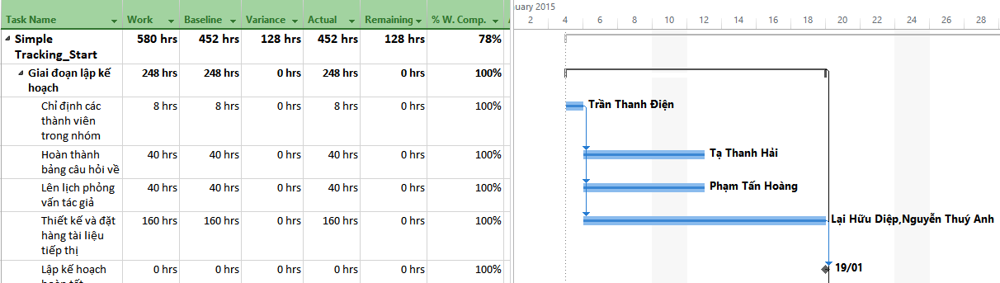 Task Name Work Baseline Variance Actual Remaining % W. Comp.
uary 2015
2 4 6 8 10 12 14 16 18 20 22 24 26 28
Simple 580 hrs 452 hrs 128 hrs 452 hrs 128 hrs 78%
Tracking_Start
Giai đoạn lập kế 248 hrs 248 hrs 0 hrs 248 hrs 0 hrs 100%
hoạch
Chỉ định các 8 hrs 8 hrs 0 hrs 8 hrs 0 hrs 100% Trần Thanh Điện
thành viên
trong nhóm
Hoàn thành 40 hrs 40 hrs 0 hrs 40 hrs 0 hrs 100% Tạ Thanh Hải
bảng câu hỏi về
Lên lịch phỏng 40 hrs 40 hrs 0 hrs 40 hrs 0 hrs 100% Phạm Tấn Hoàng
vấn tác giả
Thiết kế và đặt 160 hrs 160 hrs 0 hrs 160 hrs 0 hrs 100% Lại Hữu Diệp,Nguyễn Thuý Anh
hàng tài liệu
tiếp thị
Lập kế hoạch 0 hrs 0 hrs 0 hrs 0 hrs 0 hrs 100% 19/01